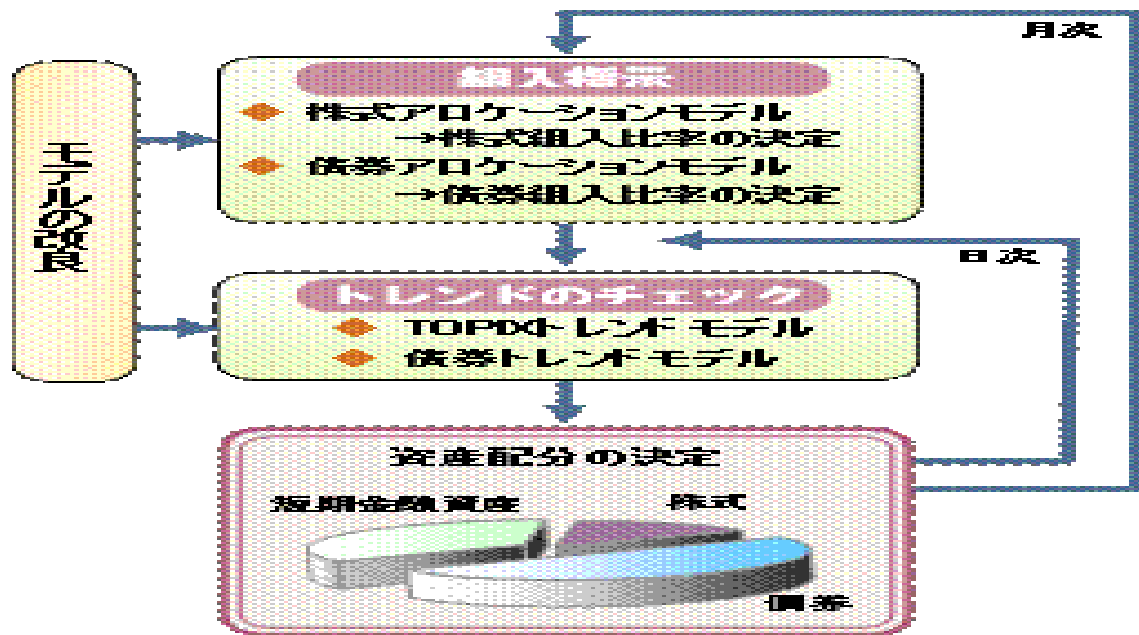 月次
組入指示
◆ 株式アロケーションモデル
→株式組入比率の決定
◆ 債券アロケーションモデル
→債券組入比率の決定
モデルの改良
日次
トレンドのチェック
◆ TOPIXトレンドモデル
◆ 債券トレンドモデル
資産配分の決定
短期金融資産
株式
債券